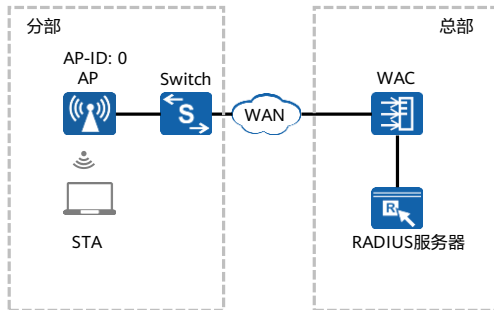 分部
总部
AP-ID: 0
AP
Switch
WAC
S
WAN
R
STA
RADIUS服务器